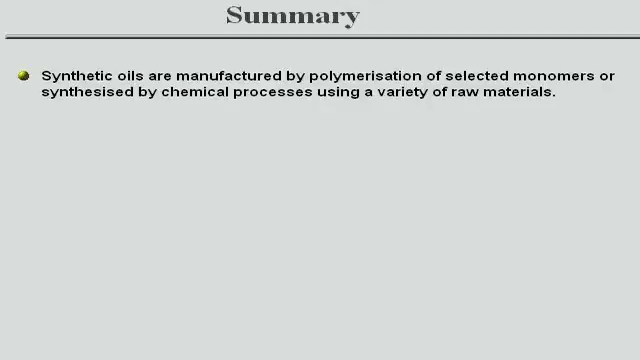 Summary
Synthetic oils are manufactured by polymerisation of selected monomers or
synthesised by chemical processes using a variety of raw materials.